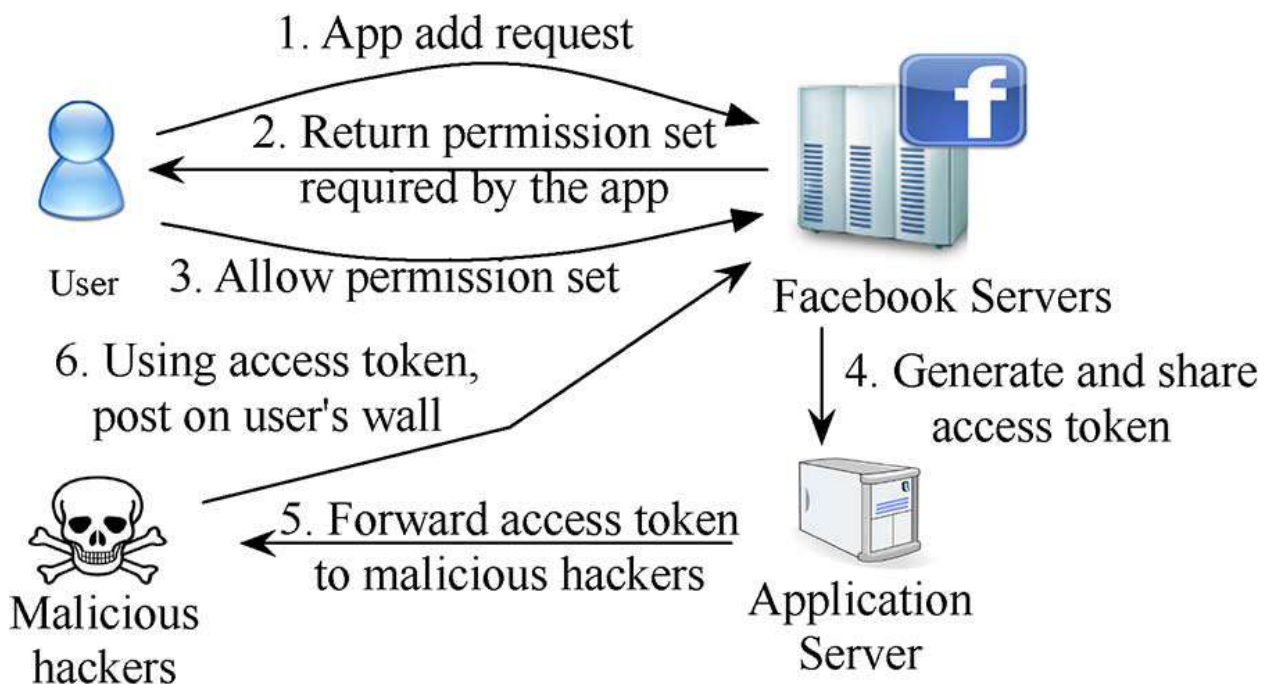 1. App add request
2. Return permission set
required by the app
3. Allow permission set
User
Facebook Servers
6. Using access token,
post on user's wall
4. Generate and share
access token
5. Forward access token
to malicious hackers
Malicious
hackers
Application
Server
f